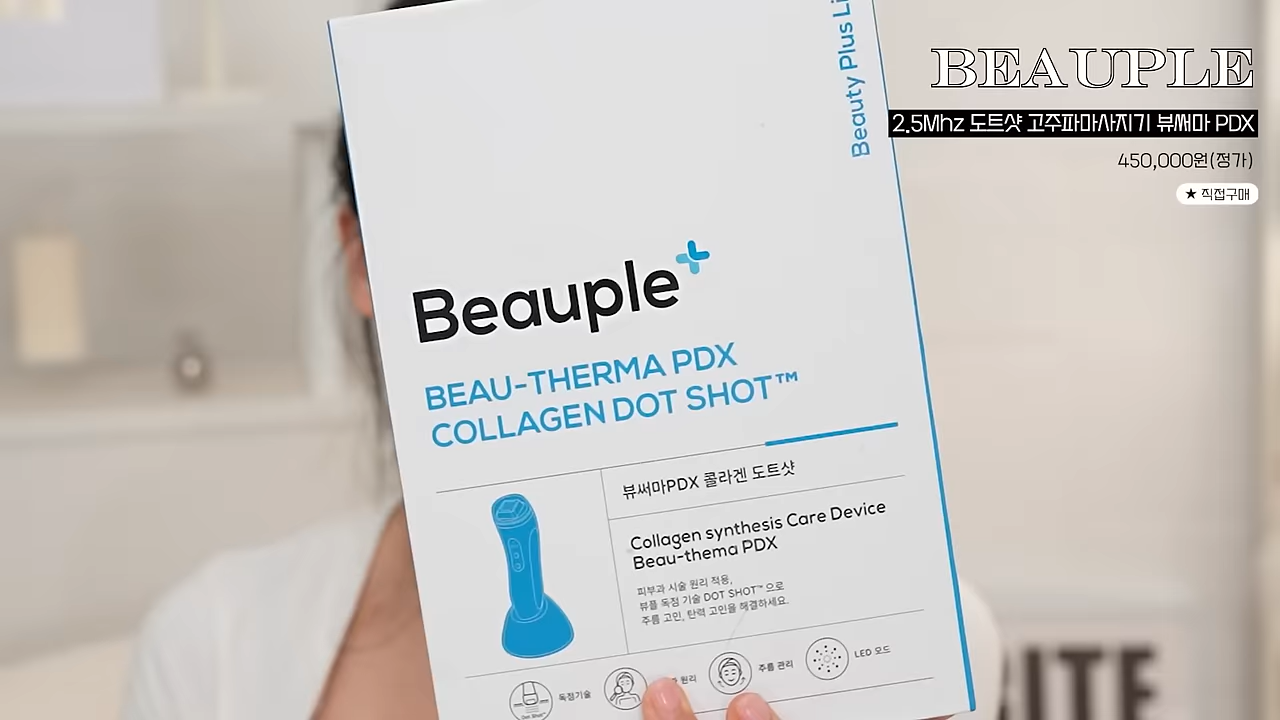 BEAUPLE
2.5Mhz 도트샷 고주파마사지기 뷰써마 PDX
450,000원(정가)
★ 직접구매
Beauty Plus Li
Beauple
BEAU-THERMA PDX
COLLAGEN DOT SHOT™
뷰써마PDX 콜라겐 도트샷
Collagen synthesis Care Device
Beau-thema PDX
피부과 시술 원리 적용,
뷰플 독점 기술 DOT SHOT™ 으로
주름 고민, 탄력 고민을 해결하세요.
Dot Shot™
독점기술
원리
주름 관리
LED 모드
ITE